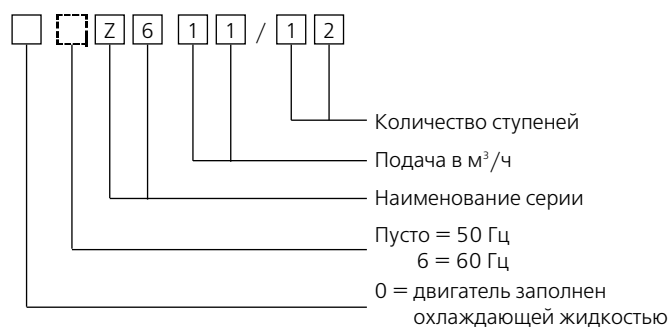 Z 6 1 1 / 1 2
Количество ступеней
Подача в м³/ч
Наименование серии
Пусто = 50 Гц
6 = 60 Гц
0 = двигатель заполнен
охлаждающей жидкостью